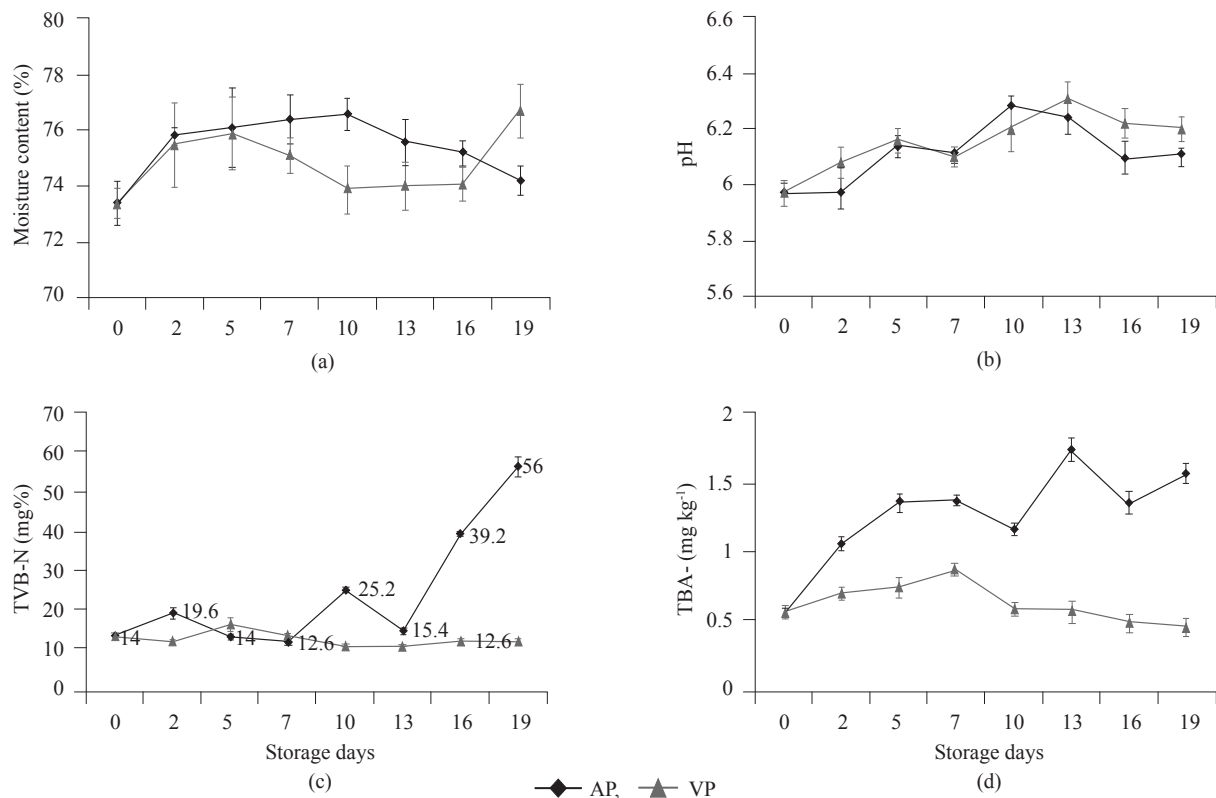 80
78
76
74
72
70
Moisture content (%)
0 2 5 7 10 13 16 19
(a)
6.6
6.4
6.2
6
5.8
5.6
pH
0 2 5 7 10 13 16 19
(b)
70
60
50
40
30
20
10
0
TVB-N (mg%)
14 19.6 14 12.6 25.2 15.4 39.2 12.6 56
0 2 5 7 10 13 16 19
Storage days
(c)
2
1.5
1
0.5
0
TBA- (mg kg⁻¹)
0 2 5 7 10 13 16 19
Storage days
(d)
AP, VP